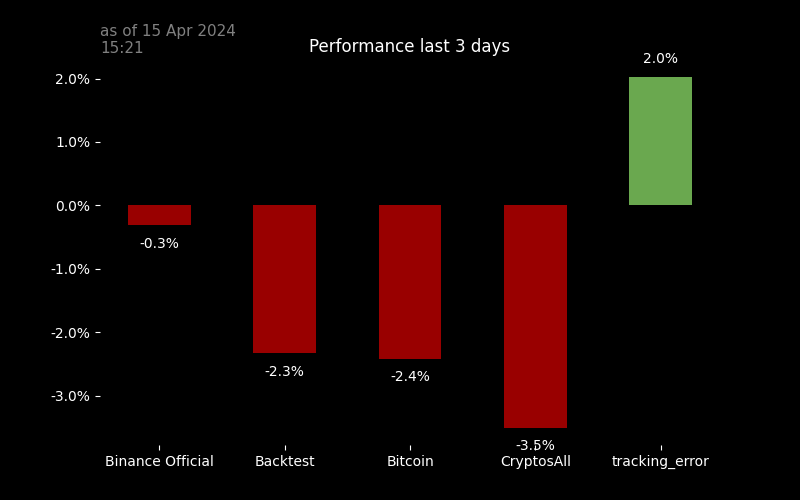 as of 15 Apr 2024
15:21
Performance last 3 days
2.0%
2.0%
1.0%
0.0%
-0.3%
-1.0%
-2.0%
-2.3%
-2.4%
-3.0%
-3.5%
Binance Official
Backtest
Bitcoin
CryptosAll
tracking_error